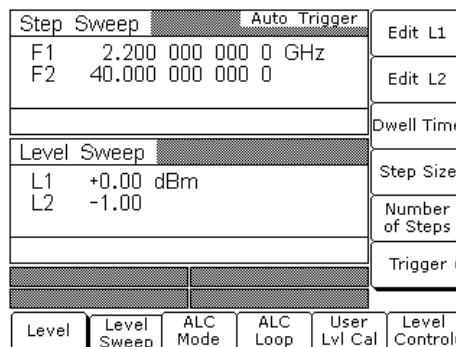 Step Sweep Auto Trigger
F1 2.200 000 000 0 GHz
F2 40.000 000 000 0
Level Sweep
L1 +0.00 dBm
L2 -1.00
Edit L1
Edit L2
Dwell Time
Step Size
Number
of Steps
Trigger
Level
Level
Sweep
ALC
Mode
ALC
Loop
User
Lvl Cal
Level
Control